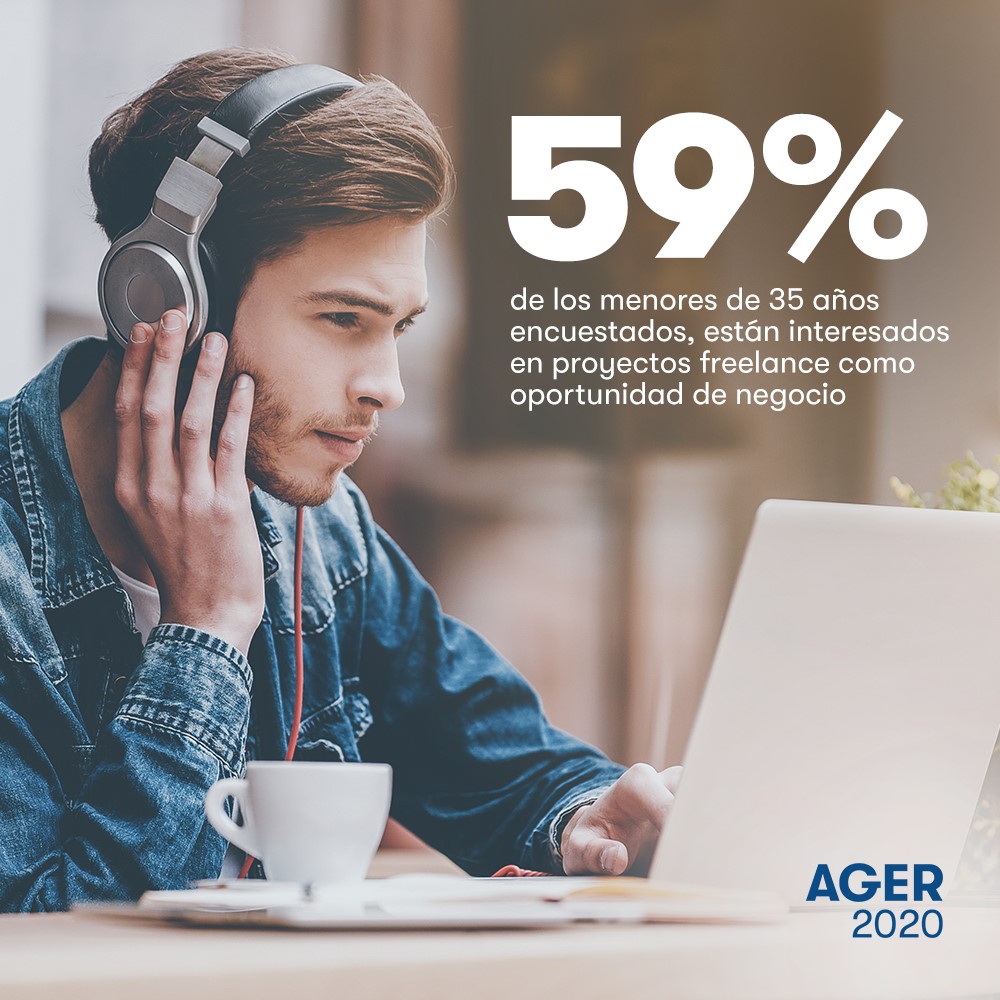 59%
de los menores de 35 años
encuestados, están interesados
en proyectos freelance como
oportunidad de negocio
AGER
2020